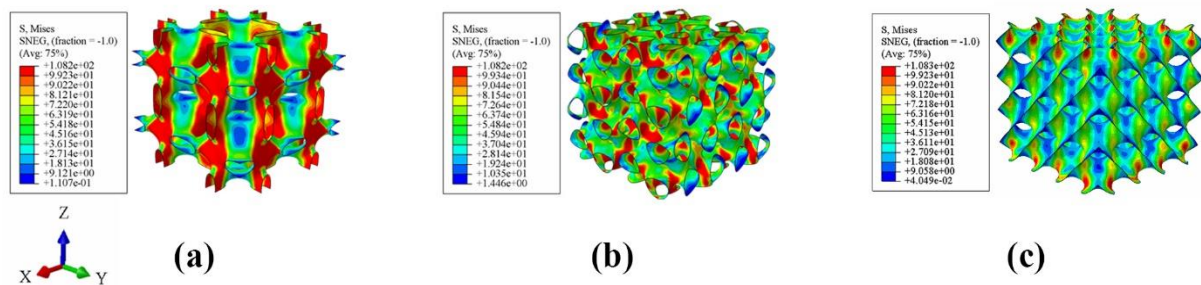 S, Mises
SNEG, (fraction = -1.0)
(Avg: 75%)
+1.082e+02
+9.923e+01
+9.022e+01
+8.121e+01
+7.220e+01
+6.319e+01
+5.418e+01
+4.516e+01
+3.615e+01
+2.714e+01
+1.813e+01
+9.121e+00
+1.107e-01
S, Mises
SNEG, (fraction = -1.0)
(Avg: 75%)
+1.082e+02
+9.934e+01
+9.044e+01
+8.154e+01
+7.264e+01
+6.374e+01
+5.484e+01
+4.594e+01
+3.704e+01
+2.814e+01
+1.924e+01
+1.035e+01
+1.446e+00
S, Mises
SNEG, (fraction = -1.0)
(Avg: 75%)
+1.083e+02
+9.923e+01
+9.022e+01
+8.120e+01
+7.218e+01
+6.316e+01
+5.415e+01
+4.513e+01
+3.611e+01
+2.709e+01
+1.808e+01
+9.058e+00
+4.049e-02
Z
X
Y
(a)
(b)
(c)